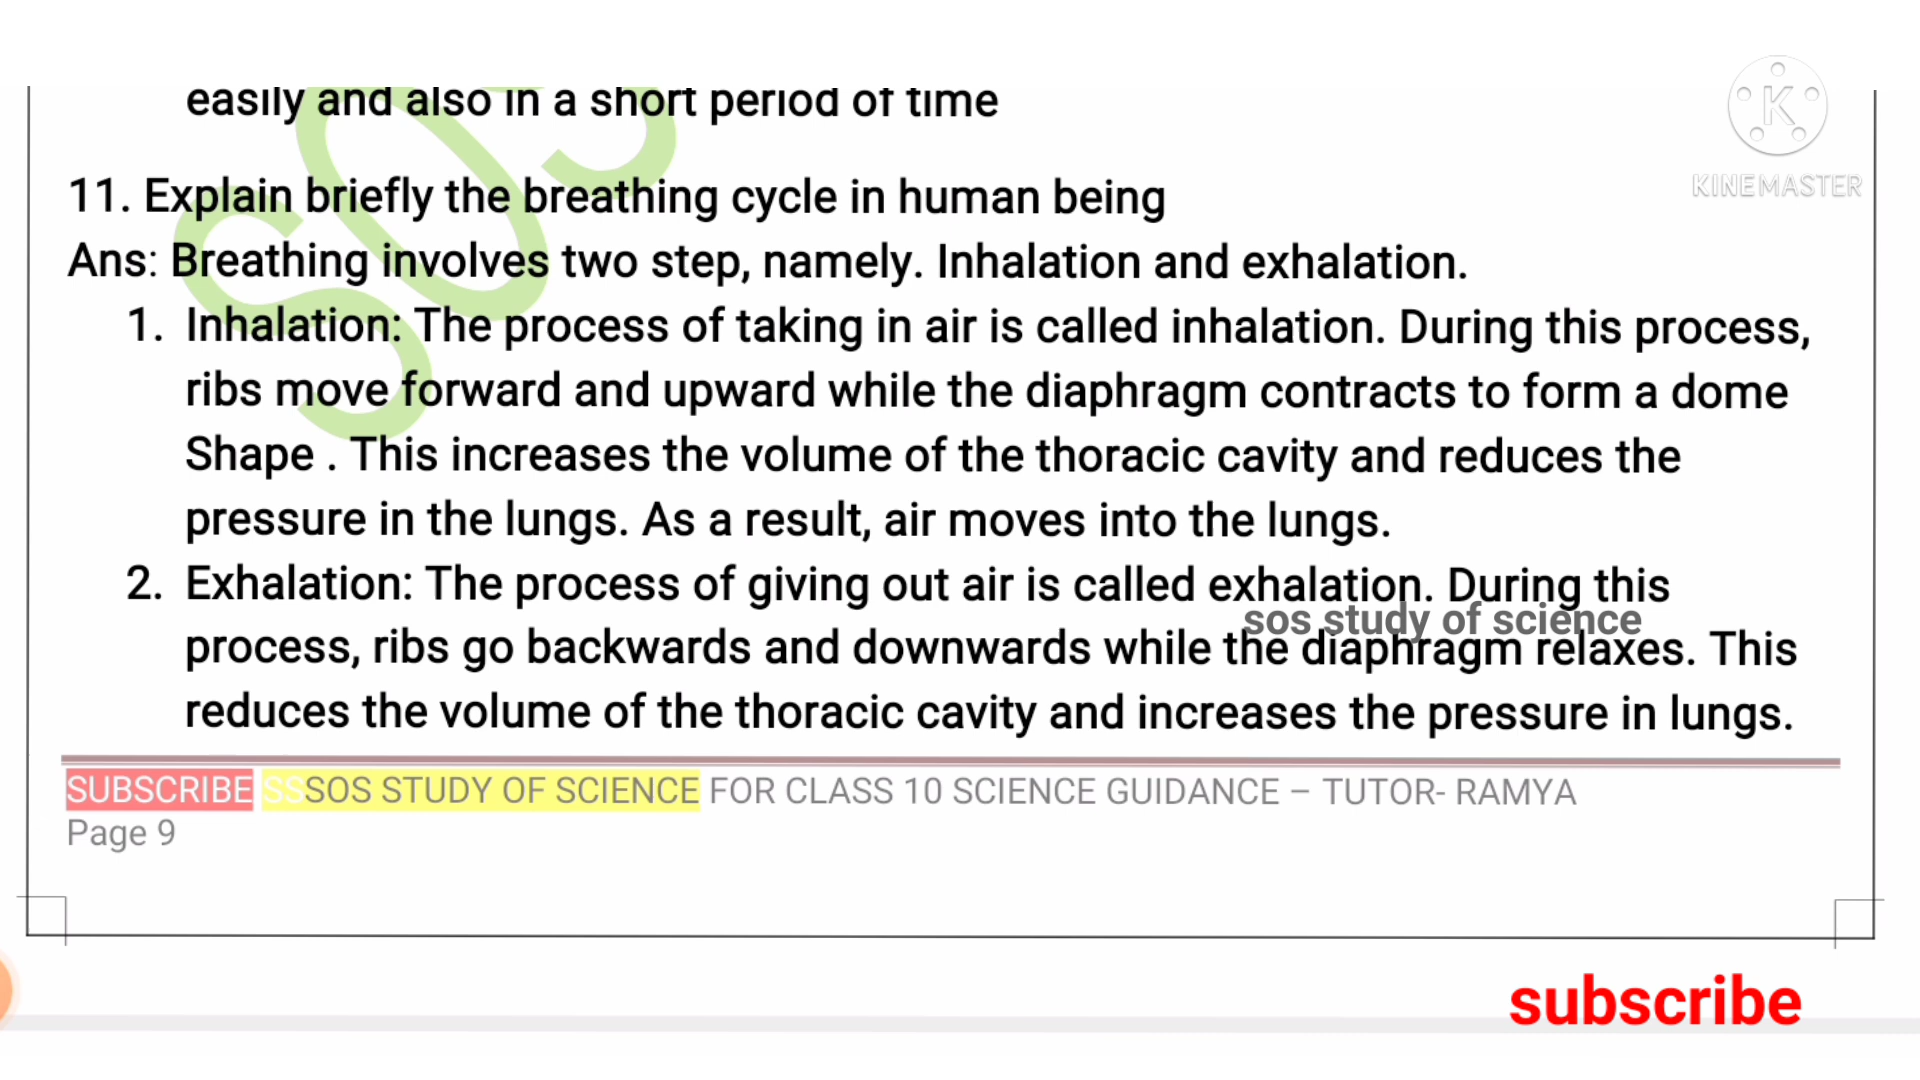 easily and also in a short period of time
K
KINEMASTER
11. Explain briefly the breathing cycle in human being
Ans: Breathing involves two step, namely. Inhalation and exhalation.
1. Inhalation: The process of taking in air is called inhalation. During this process,
ribs move forward and upward while the diaphragm contracts to form a dome
Shape . This increases the volume of the thoracic cavity and reduces the
pressure in the lungs. As a result, air moves into the lungs.
2. Exhalation: The process of giving out air is called exhalation. During this
sos study of science
process, ribs go backwards and downwards while the diaphragm relaxes. This
reduces the volume of the thoracic cavity and increases the pressure in lungs.
SUBSCRIBE SSSOS STUDY OF SCIENCE FOR CLASS 10 SCIENCE GUIDANCE – TUTOR- RAMYA
Page 9
subscribe